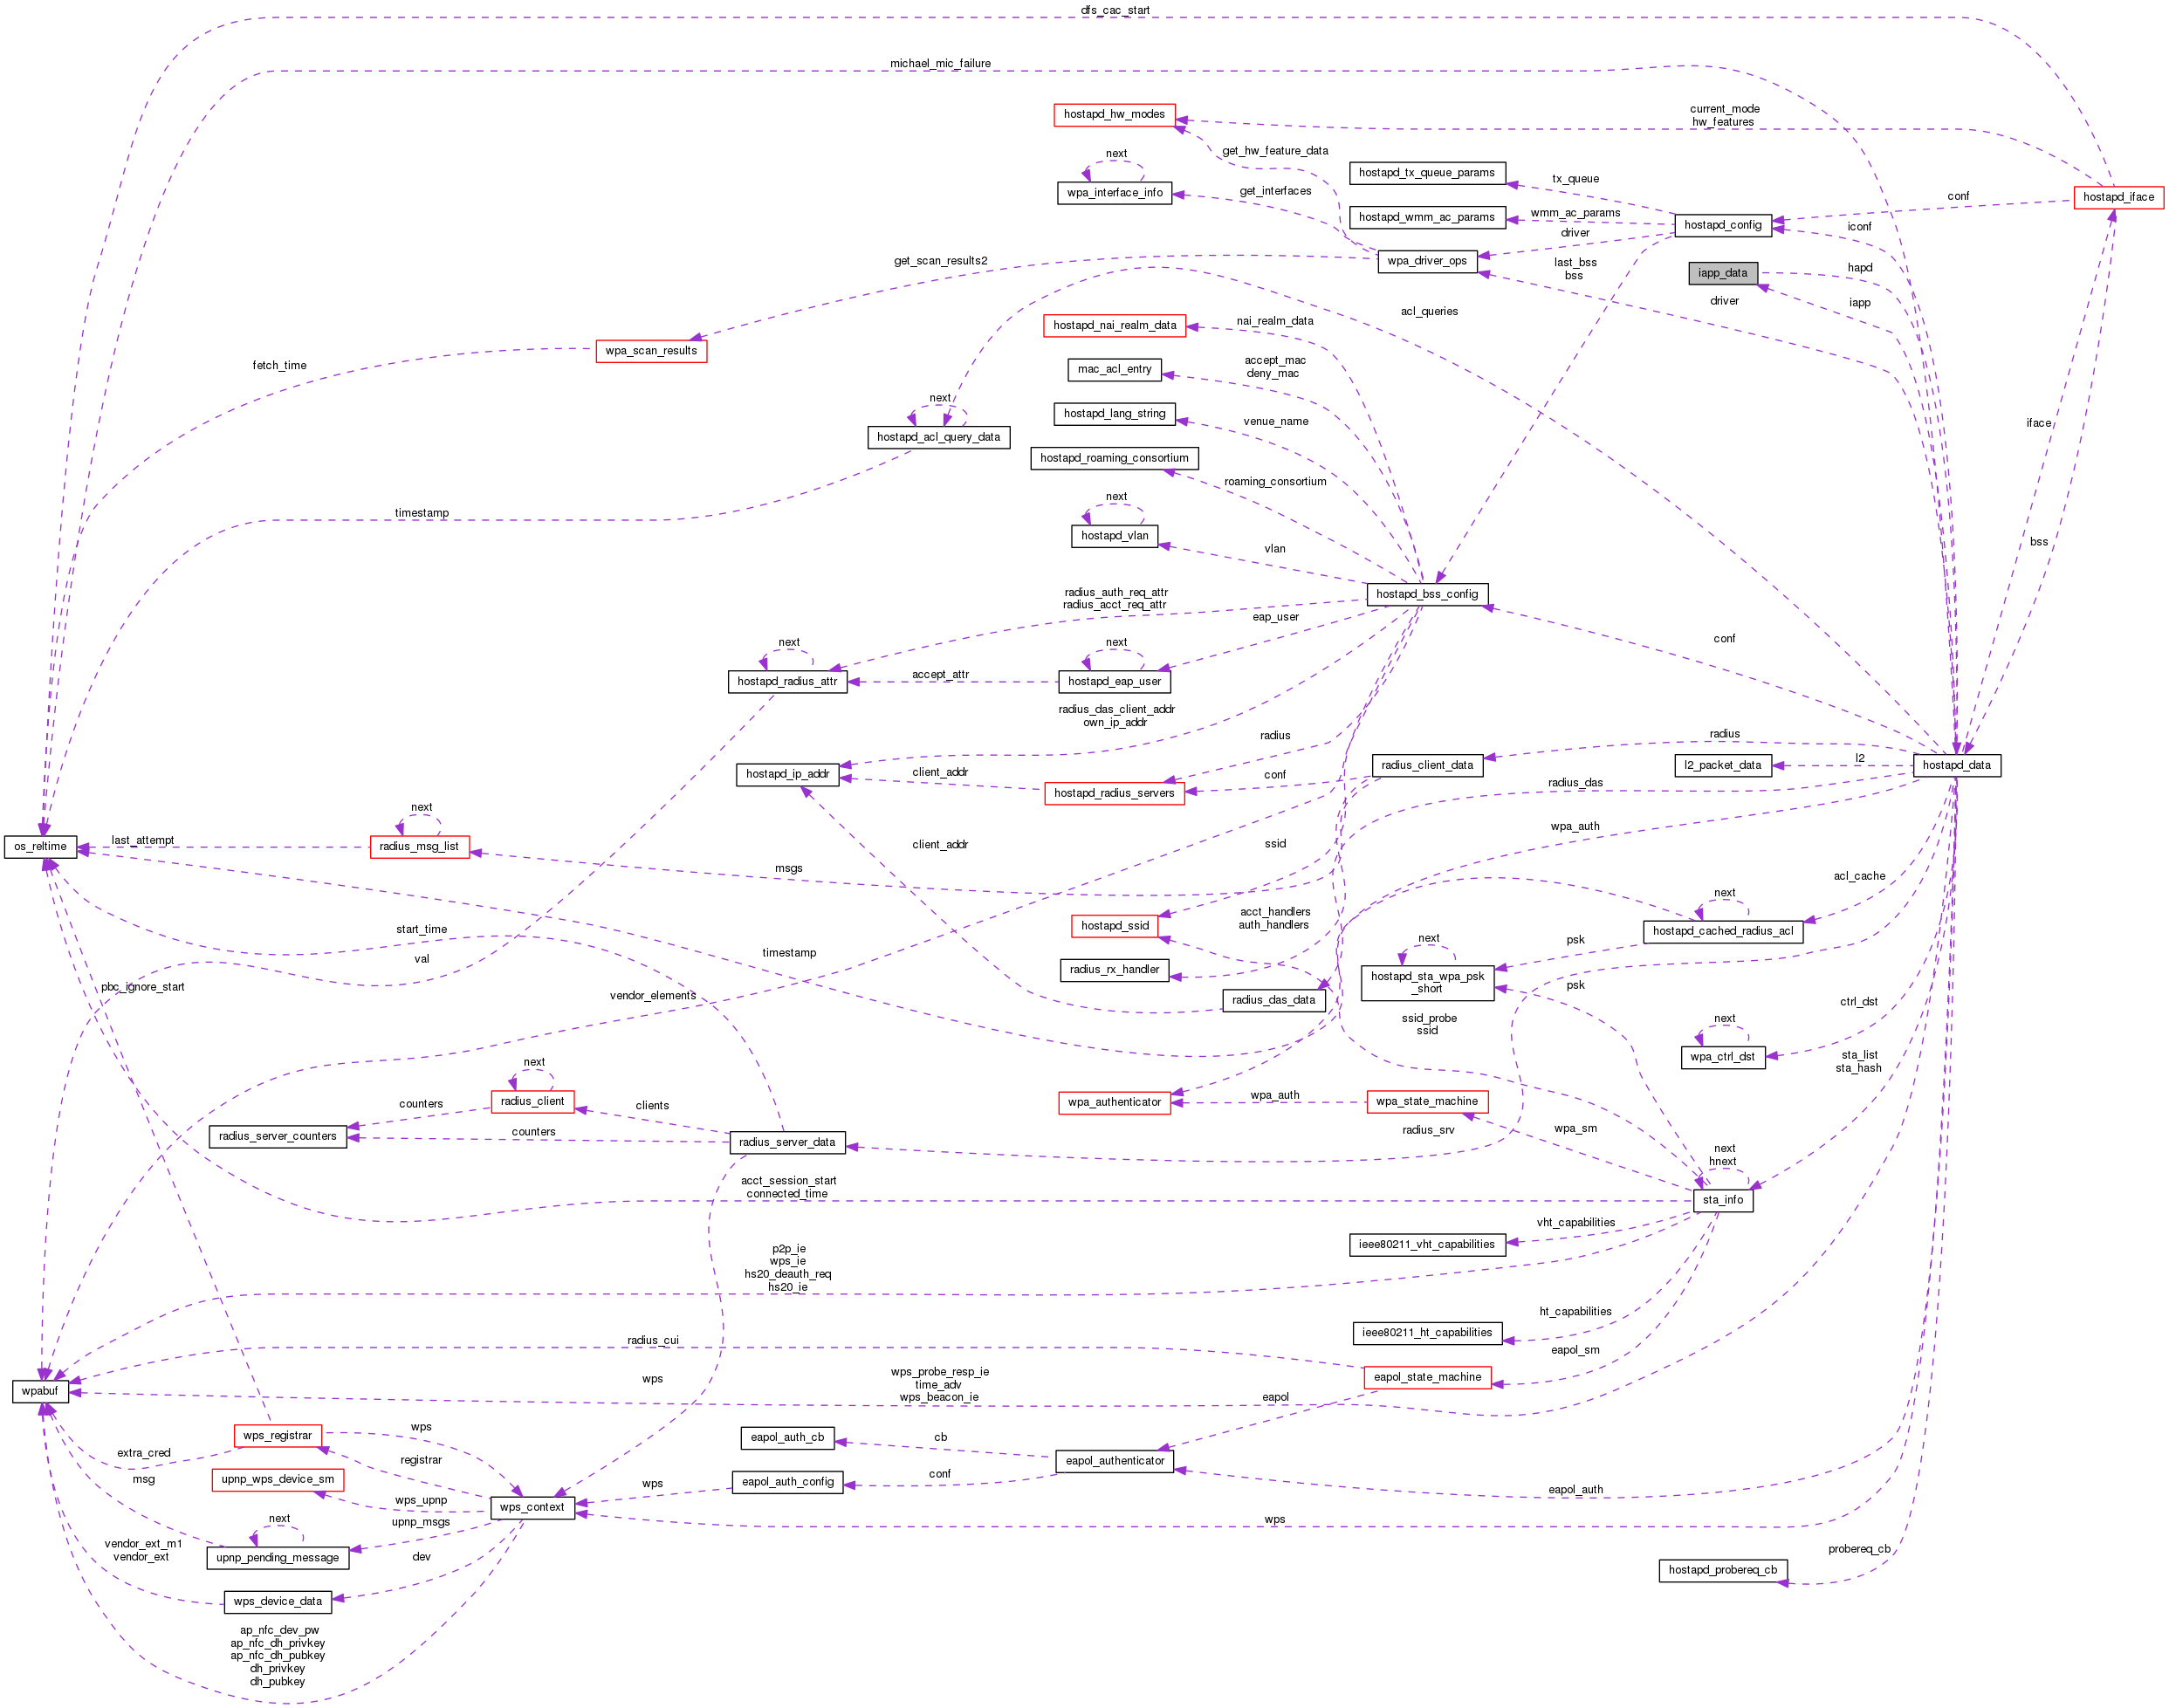 dfs_cac_start
michael_mic_failure
hostapd_hw_modes
current_mode
hw_features
get_hw_feature_data
next
wpa_interface_info
get_interfaces
hostapd_tx_queue_params
tx_queue
hostapd_iface
conf
hostapd_wmm_ac_params
wmm_ac_params
hostapd_config
iconf
driver
wpa_driver_ops
get_scan_results2
last_bss
bss
iapp_data
hapd
iapp
driver
acl_queries
hostapd_nai_realm_data
nai_realm_data
wpa_scan_results
fetch_time
mac_acl_entry
accept_mac
deny_mac
next
hostapd_acl_query_data
hostapd_lang_string
venue_name
iface
hostapd_roaming_consortium
roaming_consortium
timestamp
next
hostapd_vlan
vlan
bss
radius_auth_req_attr
radius_acct_req_attr
hostapd_bss_config
eap_user
next
hostapd_radius_attr
accept_attr
next
hostapd_eap_user
conf
radius_das_client_addr
own_ip_addr
radius
radius
hostapd_ip_addr
client_addr
hostapd_radius_servers
conf
radius_client_data
l2_packet_data
l2
hostapd_data
radius_das
next
os_reltime
last_attempt
radius_msg_list
client_addr
ssid
wpa_auth
msgs
acl_cache
next
hostapd_cached_radius_acl
hostapd_ssid
acct_handlers
auth_handlers
start_time
val
timestamp
radius_rx_handler
next
psk
hostapd_sta_wpa_psk
_short
psk
pbc_ignore_start
vendor_elements
radius_das_data
ctrl_dst
ssid_probe
ssid
next
wpa_ctrl_dst
sta_list
sta_hash
next
radius_client
counters
clients
wpa_authenticator
wpa_auth
wpa_state_machine
radius_server_counters
counters
radius_server_data
radius_srv
wpa_sm
next
hnext
acct_session_start
connected_time
sta_info
vht_capabilities
ieee80211_vht_capabilities
p2p_ie
wps_ie
hs20_deauth_req
hs20_ie
ht_capabilities
ieee80211_ht_capabilities
radius_cui
eapol_sm
wpabuf
wps
wps_probe_resp_ie
time_adv
wps_beacon_ie
eapol_state_machine
eapol
wps_registrar
wps
extra_cred
registrar
eapol_auth_cb
cb
eapol_authenticator
msg
upnp_wps_device_sm
wps_upnp
wps_context
wps
eapol_auth_config
conf
eapol_auth
upnp_msgs
wps
next
upnp_pending_message
vendor_ext_m1
vendor_ext
dev
probereq_cb
hostapd_probereq_cb
wps_device_data
ap_nfc_dev_pw
ap_nfc_dh_privkey
ap_nfc_dh_pubkey
dh_privkey
dh_pubkey